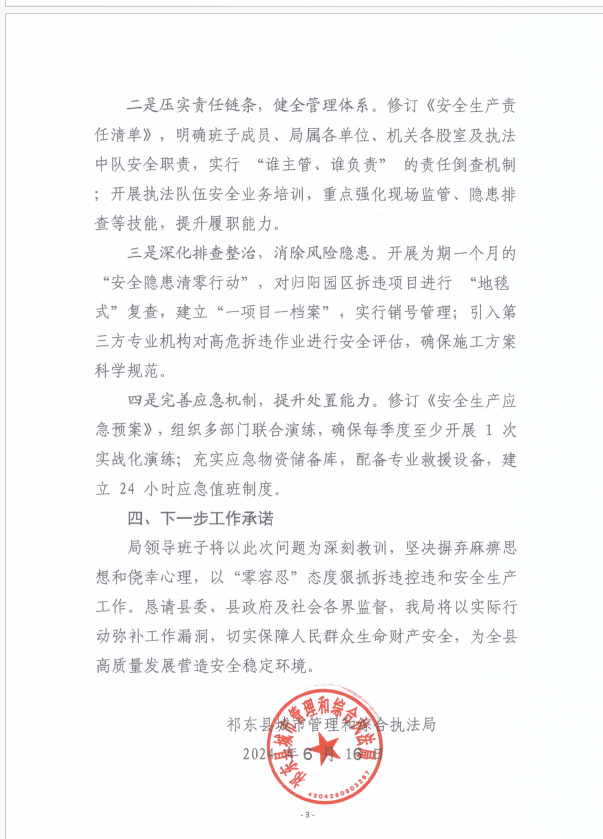 二是压实责任链条，健全管理体系。修订《安全生产责
任清单》，明确班子成员、局属各单位、机关各股室及执法
中队安全职责，实行 “谁主管、谁负责” 的责任倒查机制
；开展执法队伍安全业务培训，重点强化现场监管、隐患排
查等技能，提升履职能力。
三是深化排查整治，消除风险隐患。开展为期一个月的
“安全隐患清零行动”，对归阳园区拆违项目进行 “地毯
式”复查，建立“一项目一档案”，实行销号管理；引入第
三方专业机构对高危拆违作业进行安全评估，确保施工方案
科学规范。
四是完善应急机制，提升处置能力。修订《安全生产应
急预案》，组织多部门联合演练，确保每季度至少开展 1 次
实战化演练；充实应急物资储备库，配备专业救援设备，建
立 24 小时应急值班制度。
四、下一步工作承诺
局领导班子将以此次问题为深刻教训，坚决摒弃麻痹思
想和侥幸心理，以“零容忍”态度狠抓拆违控违和安全生产
工作。恳请县委、县政府及社会各界监督，我局将以实际行
动弥补工作漏洞，切实保障人民群众生命财产安全，为全县
高质量发展营造安全稳定环境。
祁东县城市管理和综合执法局
2024 年 6 月 16 日
祁东县城市管理和综合执法局
- 3 -